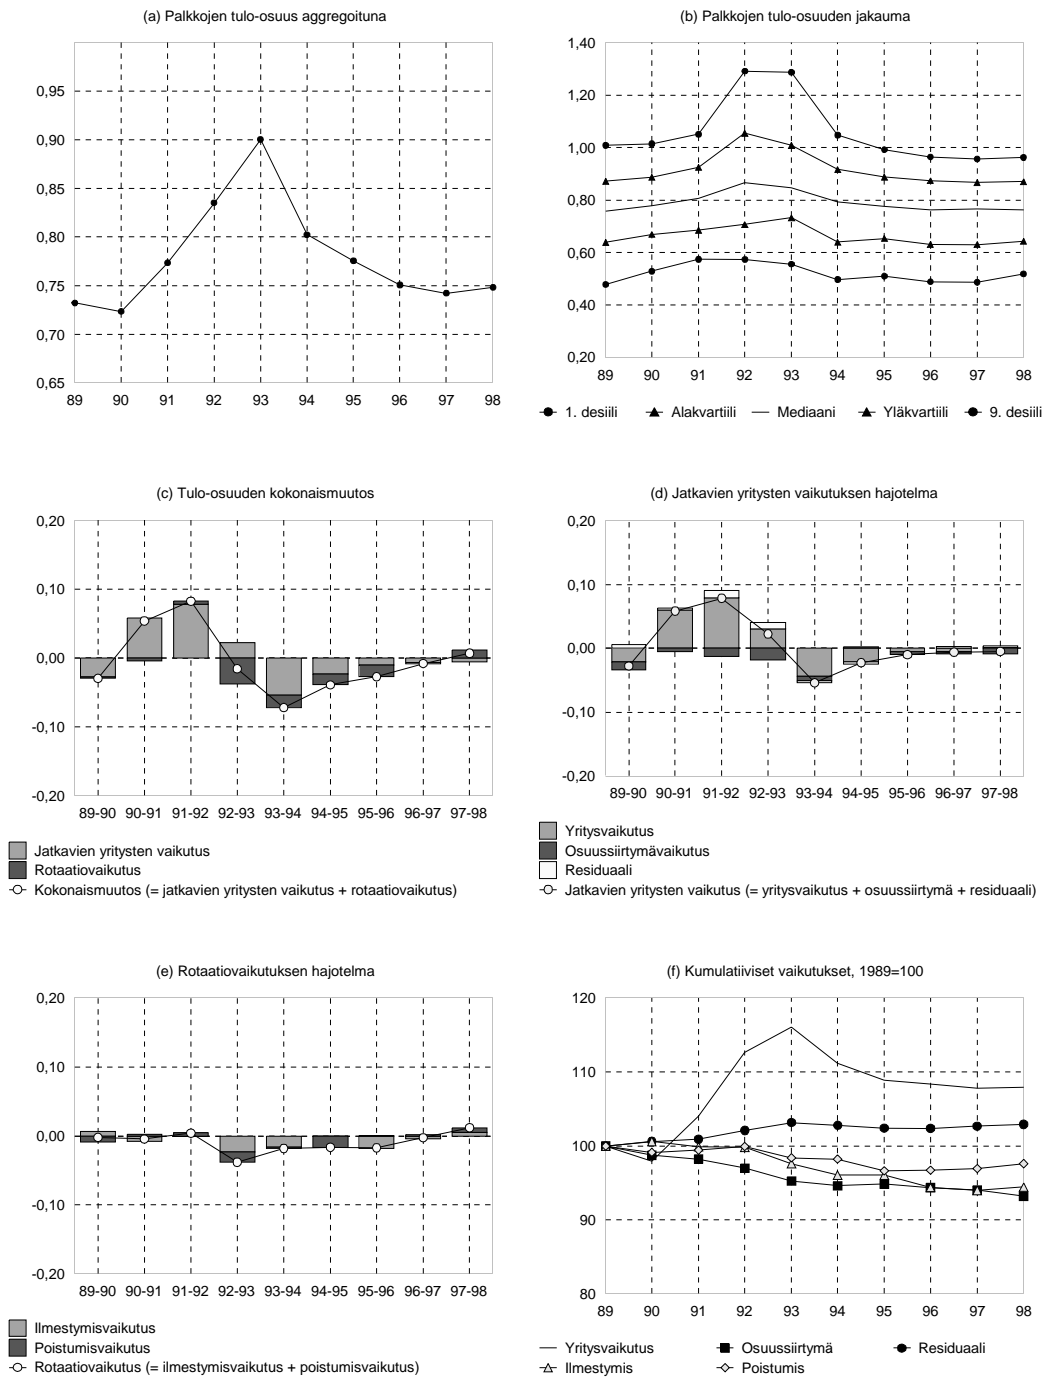 (a) Palkkojen tulo-osuus aggregoituna
0,95
0,90
0,85
0,80
0,75
0,70
0,65
89 90 91 92 93 94 95 96 97 98
(b) Palkkojen tulo-osuuden jakauma
1,40
1,20
1,00
0,80
0,60
0,40
0,20
89 90 91 92 93 94 95 96 97 98
1. desiili Alakvartiili Mediaani Yläkvartiili 9. desiili
(c) Tulo-osuuden kokonaismuutos
0,20
0,10
0,00
-0,10
-0,20
89-90 90-91 91-92 92-93 93-94 94-95 95-96 96-97 97-98
Jatkavien yritysten vaikutus
Rotaatiovaikutus
Kokonaismuutos (= jatkavien yritysten vaikutus + rotaatiovaikutus)
(d) Jatkavien yritysten vaikutuksen hajotelma
0,20
0,10
0,00
-0,10
-0,20
89-90 90-91 91-92 92-93 93-94 94-95 95-96 96-97 97-98
Yritysvaikutus
Osuussiirtymävaikutus
Residuaali
Jatkavien yritysten vaikutus (= yritysvaikutus + osuussiirtymä + residuaali)
(e) Rotaatiovaikutuksen hajotelma
0,20
0,10
0,00
-0,10
-0,20
89-90 90-91 91-92 92-93 93-94 94-95 95-96 96-97 97-98
Ilmestymisvaikutus
Poistumisvaikutus
Rotaatiovaikutus (= ilmestymisvaikutus + poistumisvaikutus)
(f) Kumulatiiviset vaikutukset, 1989=100
120
110
100
90
80
89 90 91 92 93 94 95 96 97 98
Yritysvaikutus Osuussiirtymä Residuaali
Ilmestymis Poistumis